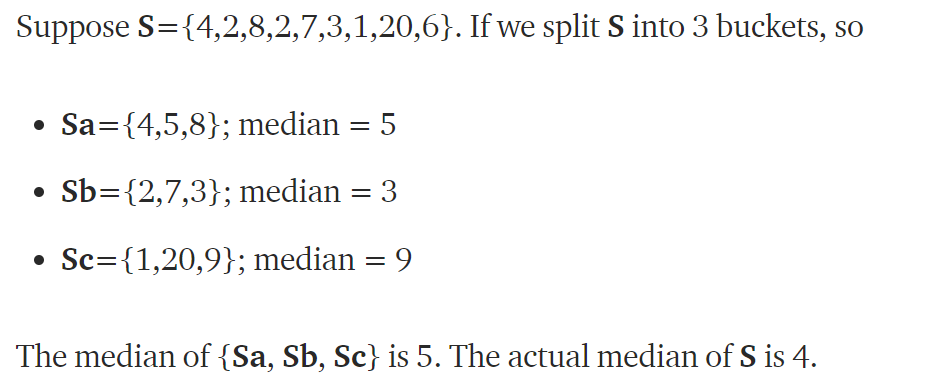 Suppose S={4,2,8,2,7,3,1,20,6}. If we split S into 3 buckets, so
• Sa={4,5,8}; median = 5
• Sb={2,7,3}; median = 3
• Sc={1,20,9}; median = 9
The median of {Sa, Sb, Sc} is 5. The actual median of S is 4.